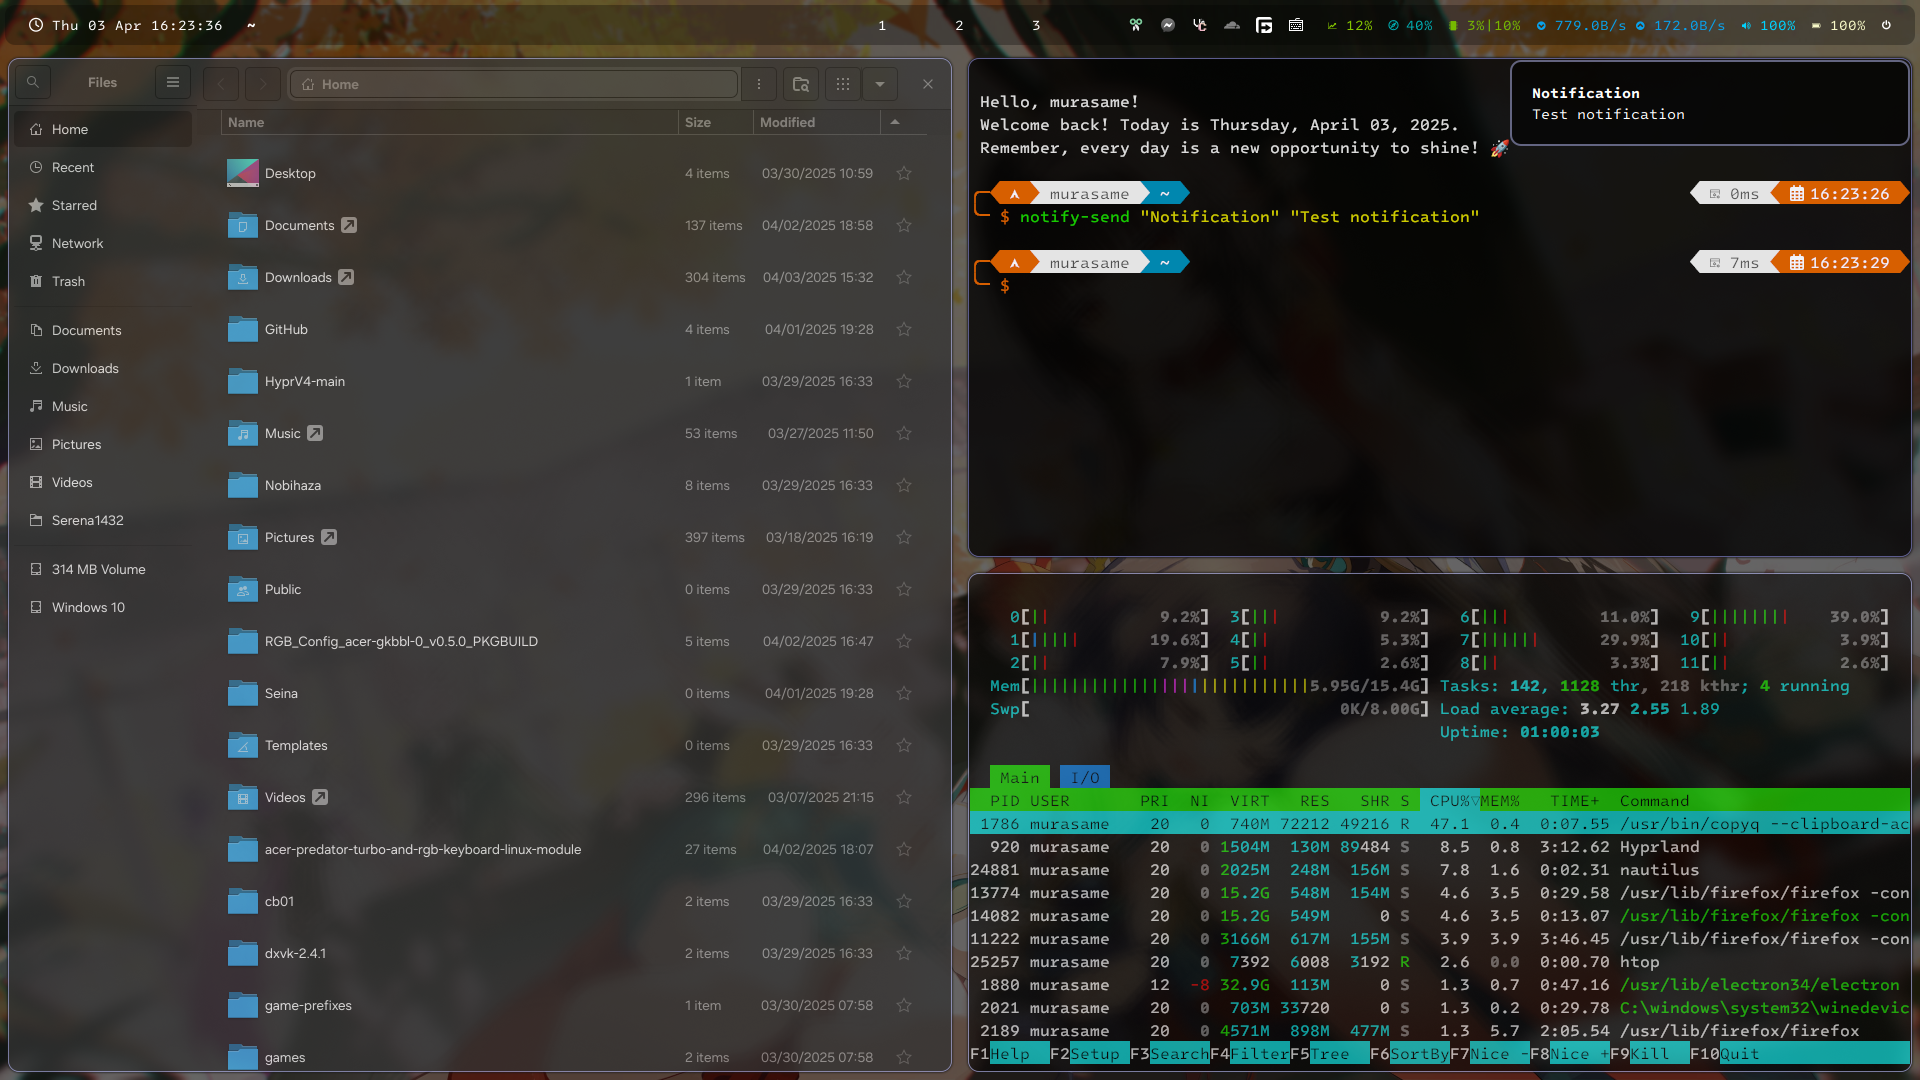 Thu 03 Apr 16:23:36 ~ 1 2 3 12% 40% 3%|10% 779.0B/s 172.0B/s 100% 100%
Files
Home
Home
Recent
Starred
Network
Trash
Documents
Downloads
Music
Pictures
Videos
Serena1432
314 MB Volume
Windows 10
Name Size Modified
Desktop 4 items 03/30/2025 10:59
Documents 137 items 04/02/2025 18:58
Downloads 304 items 04/03/2025 15:32
GitHub 4 items 04/01/2025 19:28
HyprV4-main 1 item 03/29/2025 16:33
Music 53 items 03/27/2025 11:50
Nobihaza 8 items 03/29/2025 16:33
Pictures 397 items 03/18/2025 16:19
Public 0 items 03/29/2025 16:33
RGB_Config_acer-gkbbl-0_v0.5.0_PKGBUILD 5 items 04/02/2025 16:47
Seina 0 items 04/01/2025 19:28
Templates 0 items 03/29/2025 16:33
Videos 296 items 03/07/2025 21:15
acer-predator-turbo-and-rgb-keyboard-linux-module 27 items 04/02/2025 18:07
cb01 2 items 03/29/2025 16:33
dxvk-2.4.1 2 items 03/29/2025 16:33
game-prefixes 1 item 03/30/2025 07:58
games 2 items 03/30/2025 07:58
Hello, murasame!
Welcome back! Today is Thursday, April 03, 2025.
Remember, every day is a new opportunity to shine! 🚀
Notification
Test notification
murasame ~ 0ms 16:23:26
$ notify-send "Notification" "Test notification"
murasame ~ 7ms 16:23:29
$
0[|| 9.2%] 3[||| 9.2%] 6[||| 11.0%] 9[|||||||| 39.0%]
1[||||| 19.6%] 4[|| 5.3%] 7[|||||| 29.9%] 10[|| 3.9%]
2[|| 7.9%] 5[|| 2.6%] 8[|| 3.3%] 11[|| 2.6%]
Mem[||||||||||||||||||||||||||||5.95G/15.4G] Tasks: 142, 1128 thr, 218 kthr; 4 running
Swp[ 0K/8.00G] Load average: 3.27 2.55 1.89
Uptime: 01:00:03
Main I/O
PID USER PRI NI VIRT RES SHR S CPU%▽MEM% TIME+ Command
1786 murasame 20 0 740M 72212 49216 R 47.1 0.4 0:07.55 /usr/bin/copyq --clipboard-ac
920 murasame 20 0 1504M 130M 89484 S 8.5 0.8 3:12.62 Hyprland
24881 murasame 20 0 2025M 248M 156M S 7.8 1.6 0:02.31 nautilus
13774 murasame 20 0 15.2G 548M 154M S 4.6 3.5 0:29.58 /usr/lib/firefox/firefox -con
14082 murasame 20 0 15.2G 549M 0 S 4.6 3.5 0:13.07 /usr/lib/firefox/firefox -con
11222 murasame 20 0 3166M 617M 155M S 3.9 3.9 3:46.45 /usr/lib/firefox/firefox -con
25257 murasame 20 0 7392 6008 3192 R 2.6 0.0 0:00.70 htop
1880 murasame 12 -8 32.9G 113M 0 S 1.3 0.7 0:47.16 /usr/lib/electron34/electron
2021 murasame 20 0 703M 33720 0 S 1.3 0.2 0:29.78 C:\windows\system32\winedevic
2189 murasame 20 0 4571M 898M 477M S 1.3 5.7 2:05.54 /usr/lib/firefox/firefox
F1Help F2Setup F3SearchF4FilterF5Tree F6SortByF7Nice -F8Nice +F9Kill F10Quit